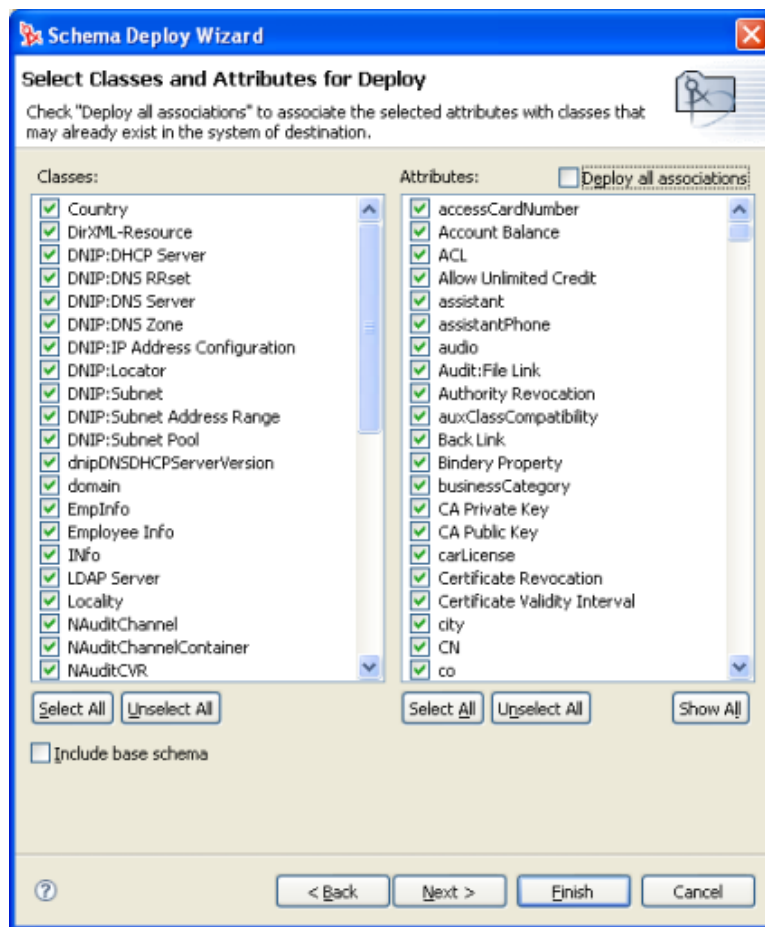 Schema Deploy Wizard
Select Classes and Attributes for Deploy
Check "Deploy all associations" to associate the selected attributes with classes that
may already exist in the system of destination.
Classes:
Country
DirXML-Resource
DNIP:DHCP Server
DNIP:DNS RRset
DNIP:DNS Server
DNIP:DNS Zone
DNIP:IP Address Configuration
DNIP:Locator
DNIP:Subnet
DNIP:Subnet Address Range
DNIP:Subnet Pool
dnipDNSDHCPServerVersion
domain
EmpInfo
Employee Info
INfo
LDAP Server
Locality
NAuditChannel
NAuditChannelContainer
NAuditCVR
Select All Unselect All
Include base schema
Attributes: Deploy all associations
accessCardNumber
Account Balance
ACL
Allow Unlimited Credit
assistant
assistantPhone
audio
Audit:File Link
Authority Revocation
auxClassCompatibility
Back Link
Bindery Property
businessCategory
CA Private Key
CA Public Key
carLicense
Certificate Revocation
Certificate Validity Interval
city
CN
co
Select All Unselect All Show All
? < Back Next > Finish Cancel